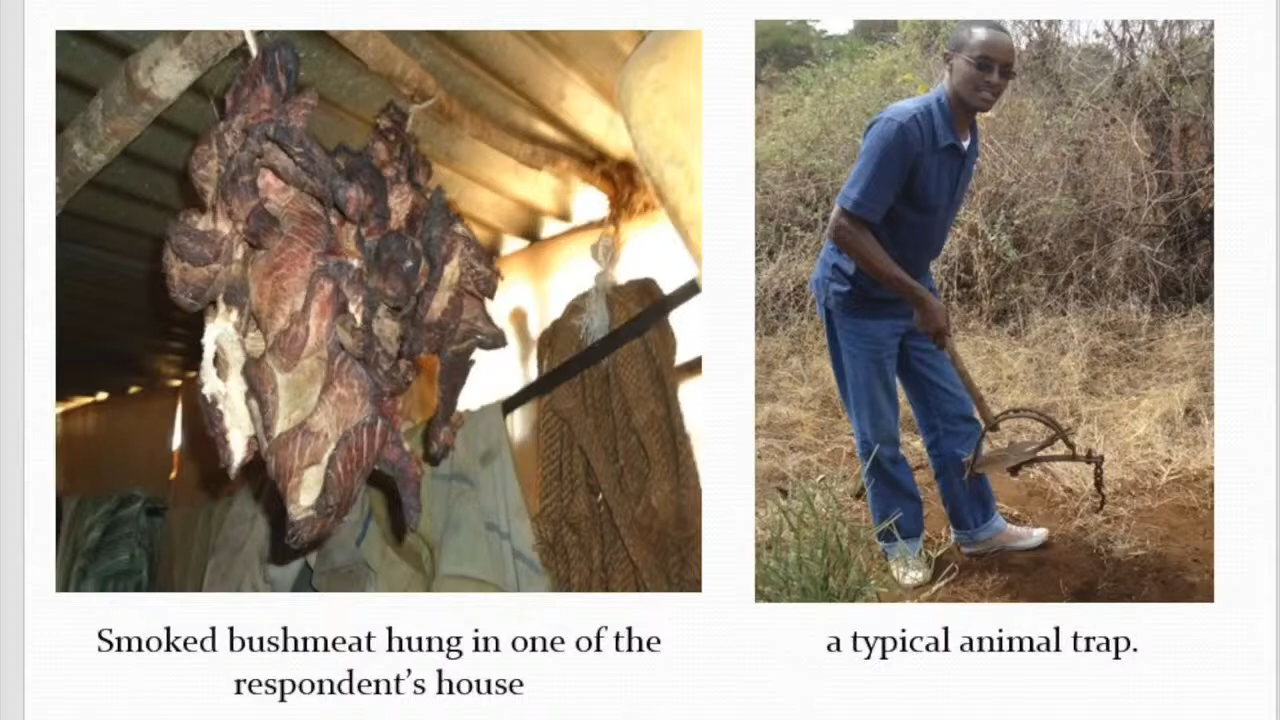 Smoked bushmeat hung in one of the
respondent’s house
a typical animal trap.